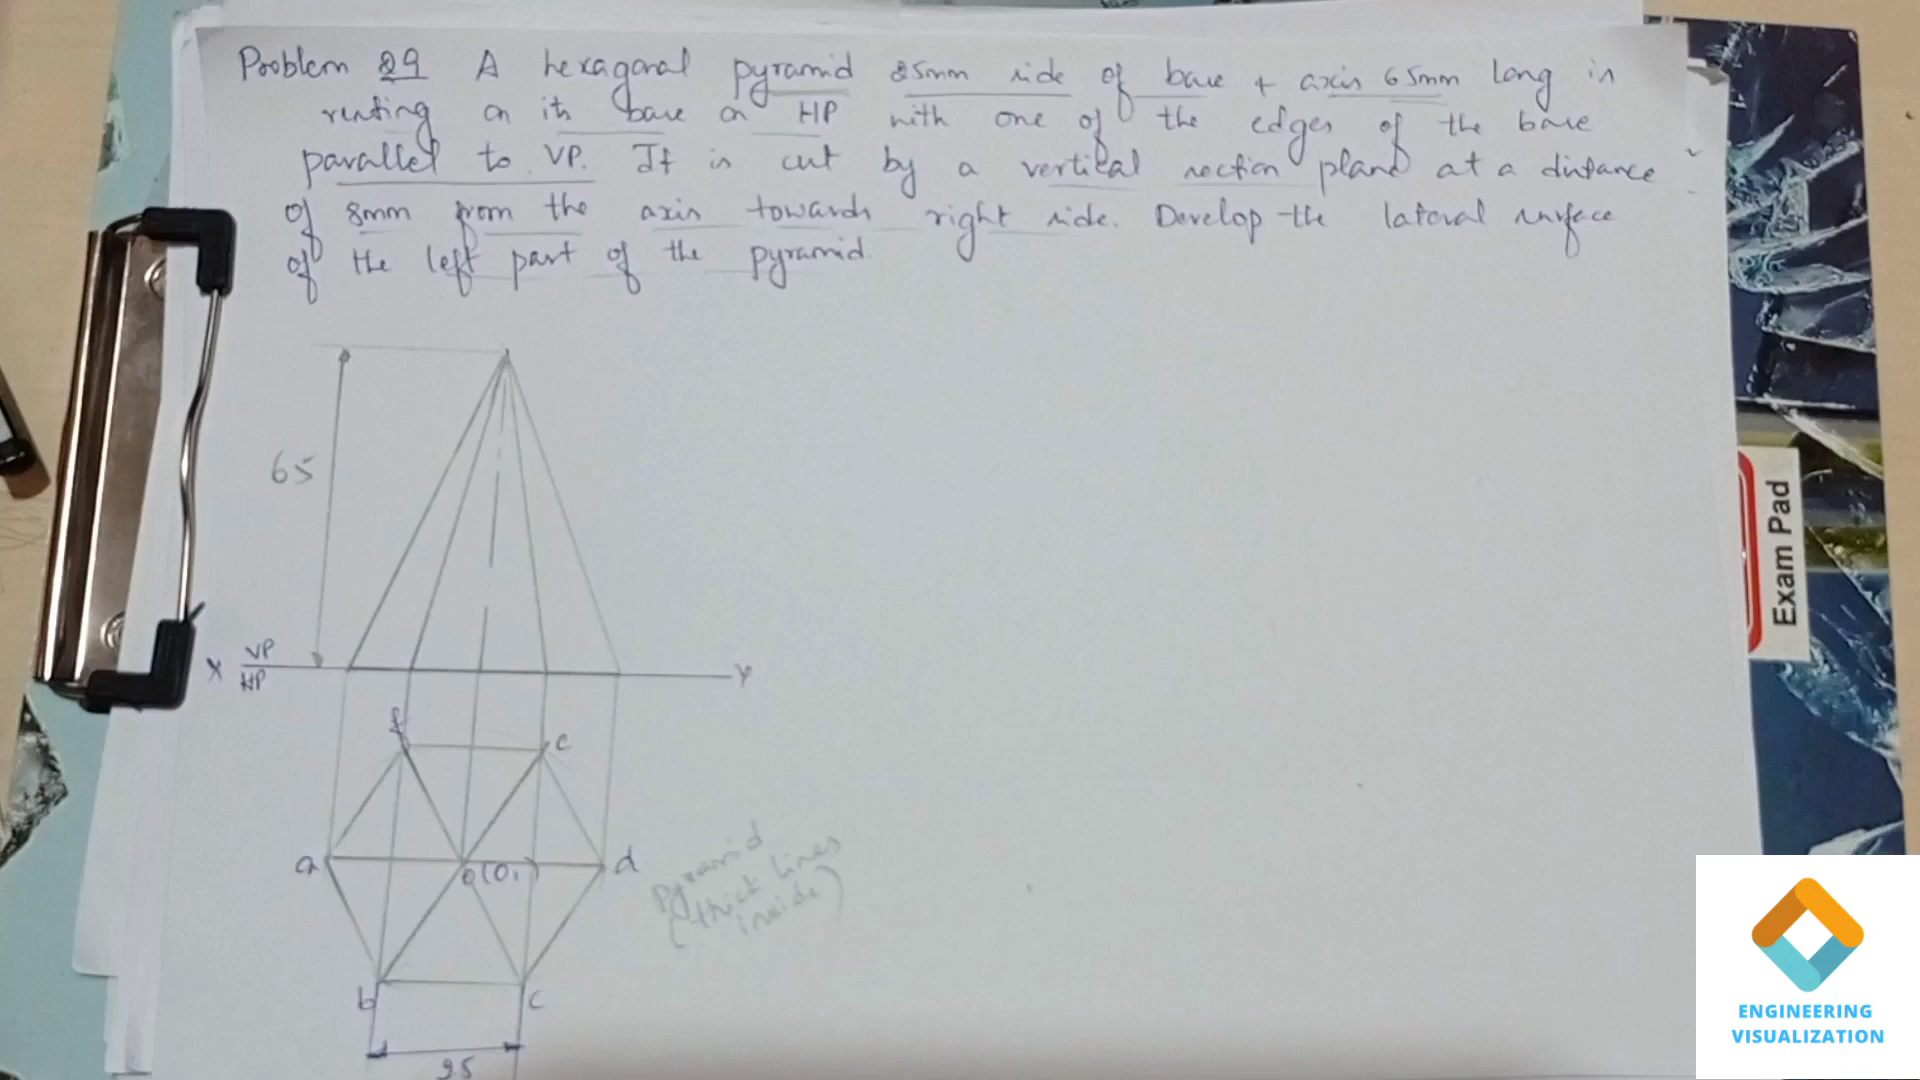 Problem 29 A hexagonal pyramid 25mm side of base + axis 65mm long is
resting on its base on HP with one of the edges of the base
parallel to VP. It is cut by a vertical section plane at a distance
of 8mm from the axis towards right side. Develop the lateral surface
of the left part of the pyramid.
65
X VP Y
HP
f e
a o(O1) d
pyramid
(thick lines
inside)
b c
25
Exam Pad
ENGINEERING
VISUALIZATION